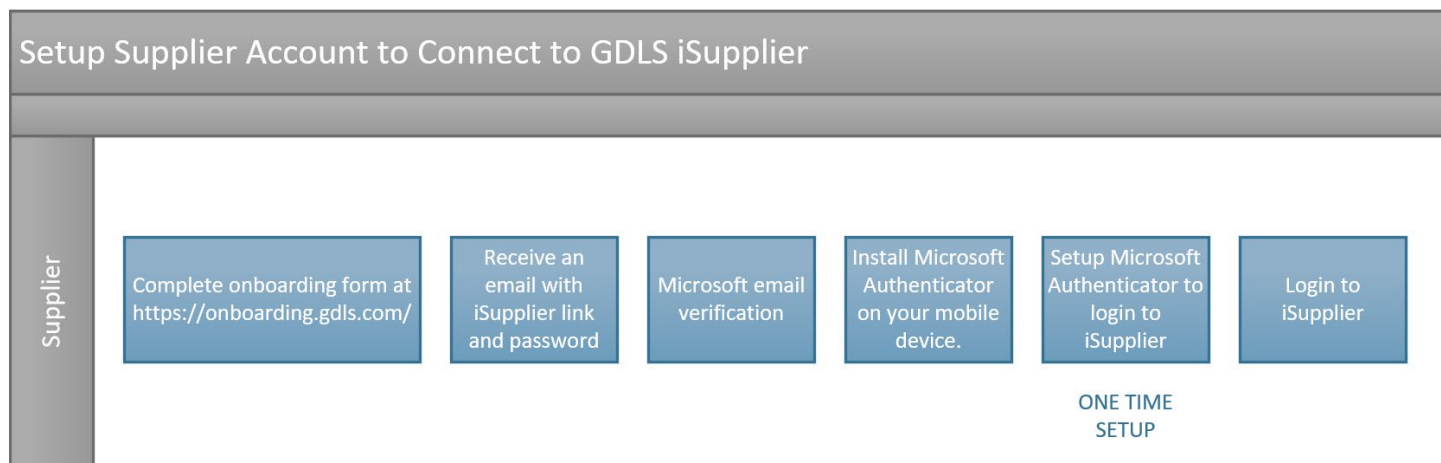 Setup Supplier Account to Connect to GDLS iSupplier
Supplier
Complete onboarding form at
https://onboarding.gdls.com/
Receive an
email with
iSupplier link
and password
Microsoft email
verification
Install Microsoft
Authenticator
on your mobile
device.
Setup Microsoft
Authenticator to
login to
iSupplier
Login to
iSupplier
ONE TIME
SETUP